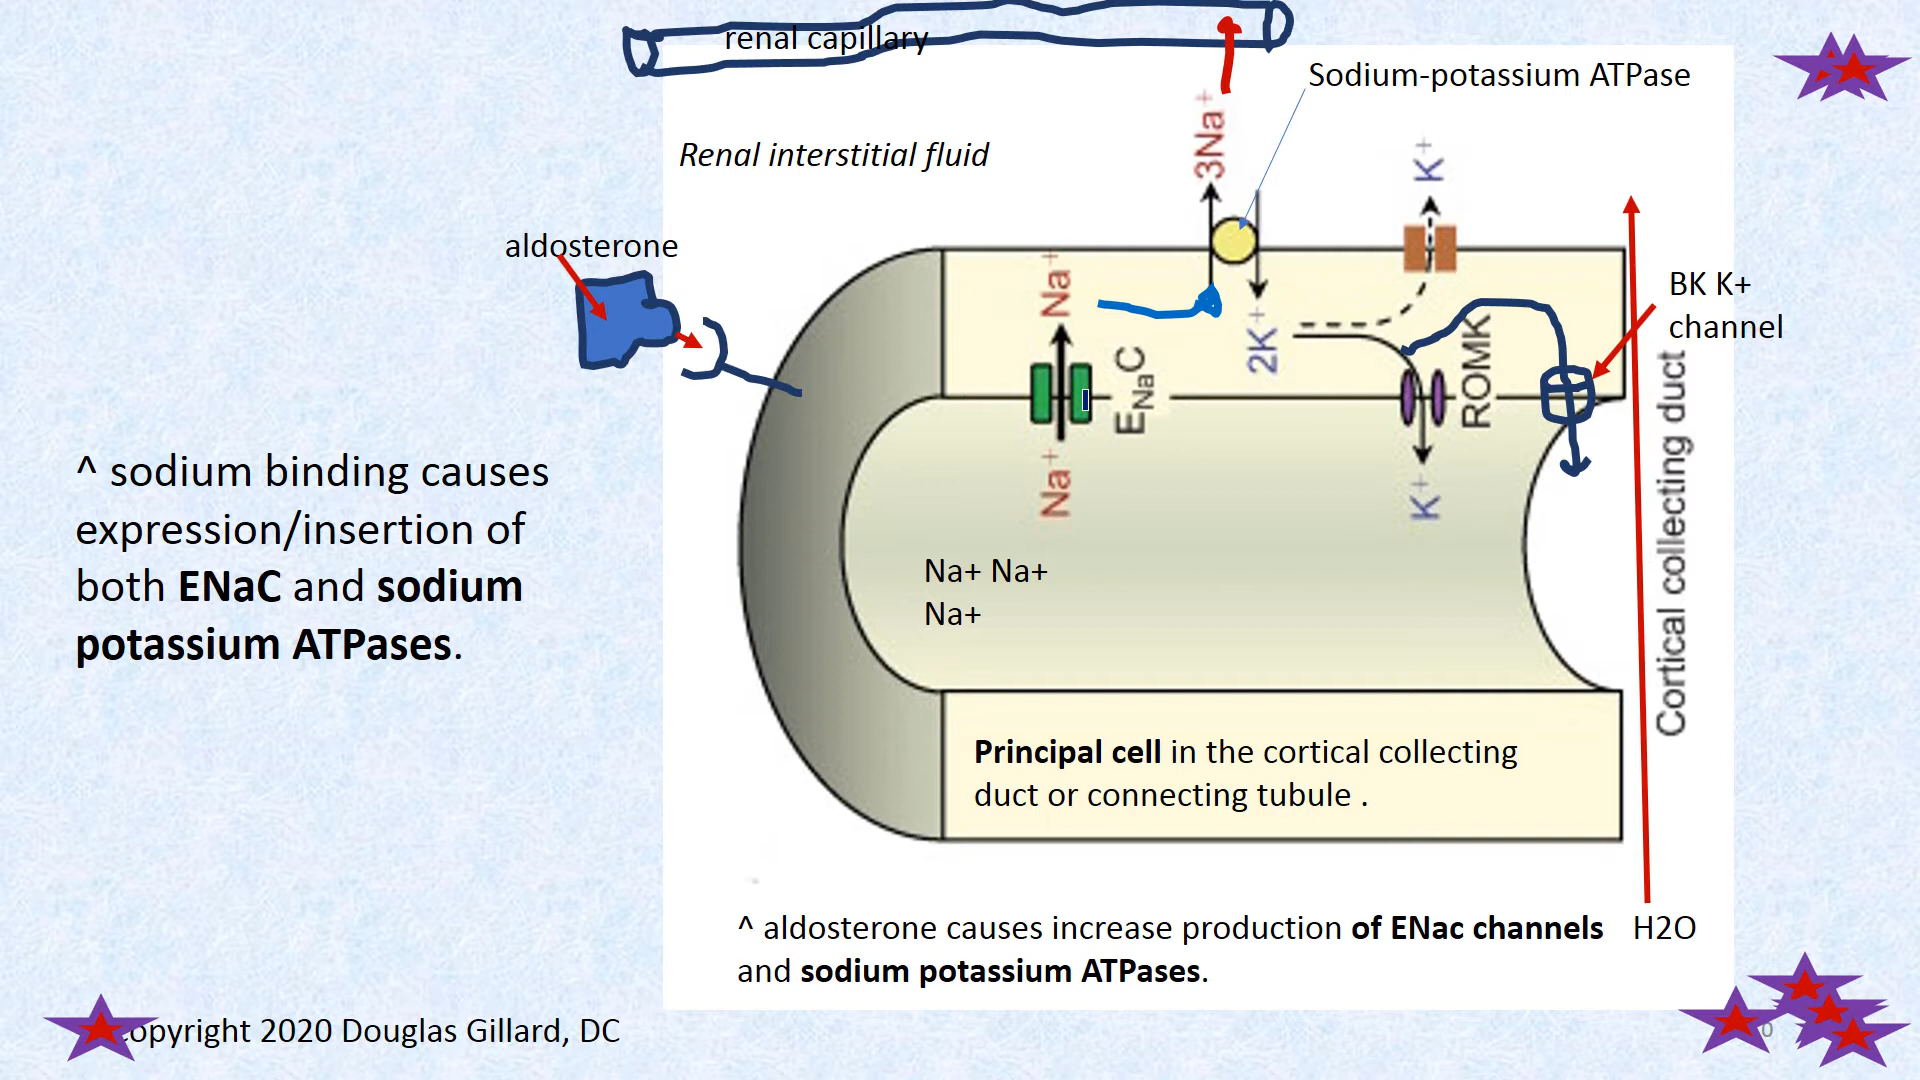 renal capillary
Sodium-potassium ATPase
Renal interstitial fluid
3Na⁺
K⁺
aldosterone
Na⁺
2K⁺
BK K+
channel
ROMK
ENaC
Na⁺
K⁺
Cortical collecting duct
^ sodium binding causes
expression/insertion of
both ENaC and sodium
potassium ATPases.
Na+ Na+
Na+
Principal cell in the cortical collecting
duct or connecting tubule .
^ aldosterone causes increase production of ENac channels
and sodium potassium ATPases.
H2O
opyright 2020 Douglas Gillard, DC
0